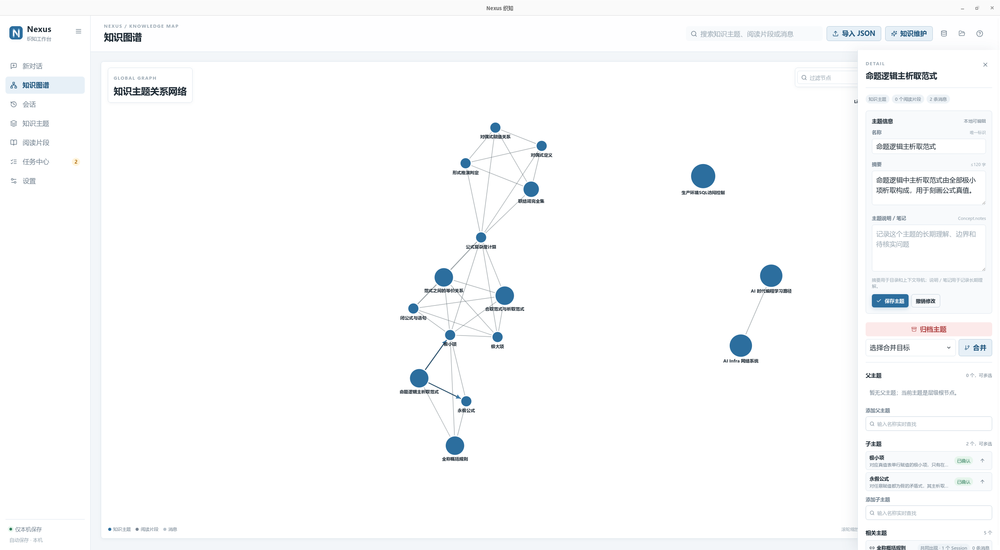 Nexus 织知
Nexus
织知工作台
新对话
知识图谱
会话
知识主题
阅读片段
任务中心
2
设置
仅本机保存
自动保存 · 本机
NEXUS / KNOWLEDGE MAP
知识图谱
搜索知识主题、阅读片段或消息
导入 JSON
知识维护
GLOBAL GRAPH
知识主题关系网络
过滤节点
Li
对偶式赋值关系
对偶式定义
形式推演判定
联结词完全集
生产环境SQL访问控制
公式复杂度计算
范式之间的等价关系
AI 时代编程学习路径
合取范式与析取范式
闭公式与语句
极小项
极大项
AI Infra 网络系统
命题逻辑主析取范式
永假公式
全称概括规则
知识主题
阅读片段
消息
滚轮缩放
DETAIL
命题逻辑主析取范式
知识主题
0 个阅读片段
2 条消息
主题信息
本地可编辑
名称
唯一标识
命题逻辑主析取范式
摘要
≤120 字
命题逻辑中主析取范式由全部极小
项析取构成，用于刻画公式真值。
主题说明 / 笔记
Concept.notes
记录这个主题的长期理解、边界和
待核实问题
摘要用于目录和上下文导航；说明 / 笔记用于记录长期理
解。
保存主题
撤销修改
归档主题
选择合并目标
合并
父主题
0 个，可多选
暂无父主题；当前主题是层级根节点。
添加父主题
输入名称实时查找
子主题
2 个，可多选
极小项
对应真值表单行赋值的极小项，只有在...
已确认
永假公式
对任意赋值都为假的矛盾式，其主析取...
已确认
添加子主题
输入名称实时查找
相关主题
5 个
全称概括规则
共同出现 · 1 个 Session
0 条消息